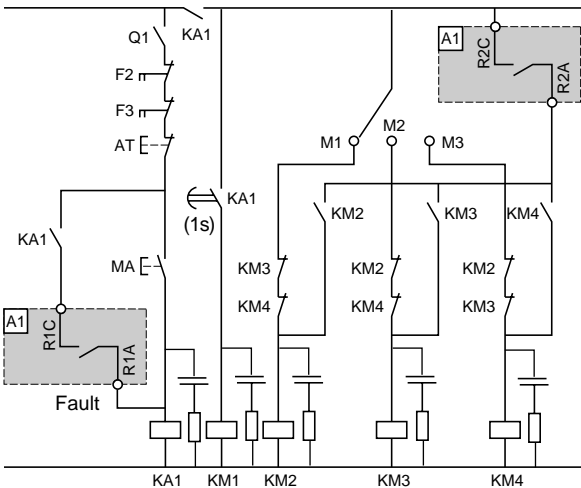 Q1
KA1
A1
R2C
R2A
F2
F3
AT
M1
M2
M3
KA1
(1s)
KM2
KM3
KM4
KA1
MA
KM3
KM2
KM2
KM4
KM4
KM3
A1
R1C
R1A
Fault
KA1
KM1
KM2
KM3
KM4